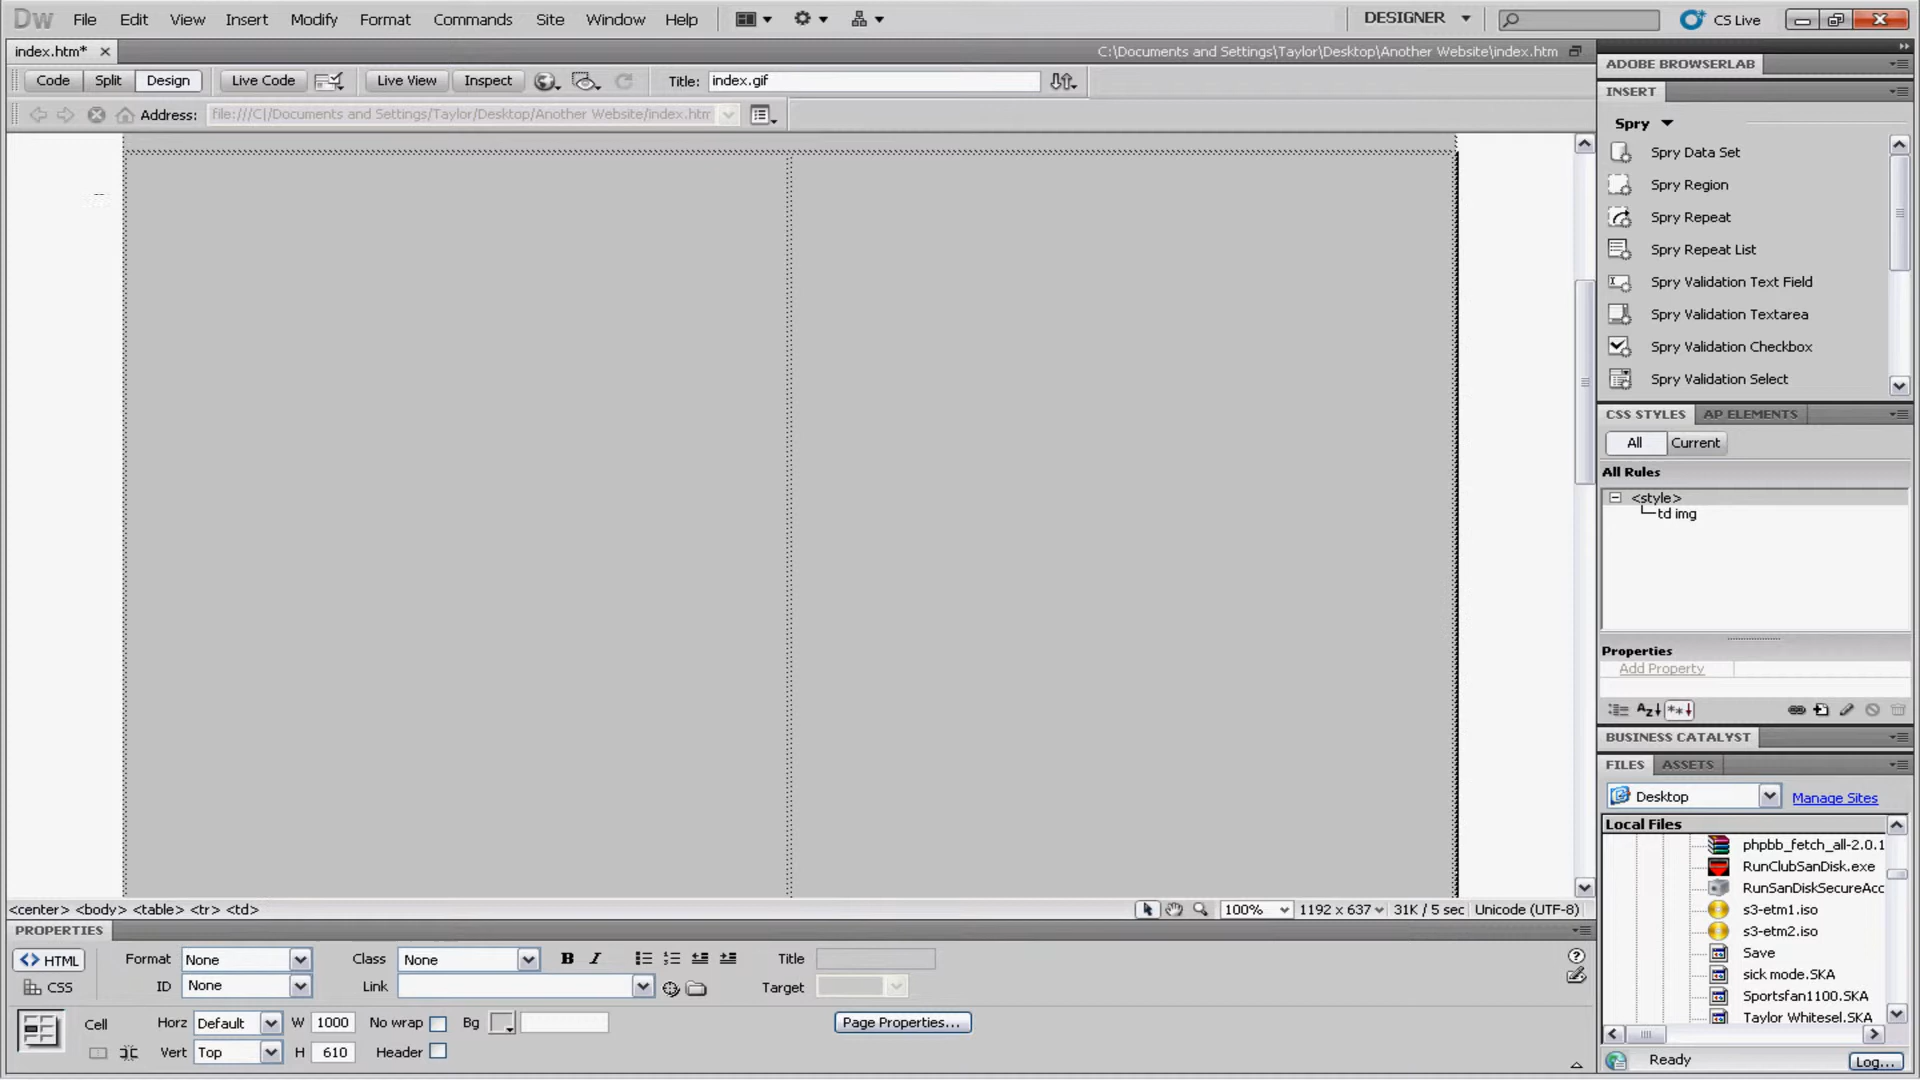 Dw File Edit View Insert Modify Format Commands Site Window Help DESIGNER CS Live
index.htm* C:\Documents and Settings\Taylor\Desktop\Another Website\index.htm
Code Split Design Live Code Live View Inspect Title: index.gif
Address: file:///C|/Documents and Settings/Taylor/Desktop/Another Website/index.htm
ADOBE BROWSERLAB
INSERT
Spry
Spry Data Set
Spry Region
Spry Repeat
Spry Repeat List
Spry Validation Text Field
Spry Validation Textarea
Spry Validation Checkbox
Spry Validation Select
CSS STYLES AP ELEMENTS
All Current
All Rules
<style>
td img
Properties
Add Property
BUSINESS CATALYST
FILES ASSETS
Desktop Manage Sites
Local Files
phpbb_fetch_all-2.0.1
RunClubSanDisk.exe
RunSanDiskSecureAcc
s3-etm1.iso
s3-etm2.iso
Save
sick mode.SKA
Sportsfan1100.SKA
Taylor Whitesel.SKA
Ready Log...
<center> <body> <table> <tr> <td> 100% 1192 x 637 31K / 5 sec Unicode (UTF-8)
PROPERTIES
<> HTML Format None Class None B I Title
CSS ID None Link Target
Cell Horz Default W 1000 No wrap Bg Page Properties...
Vert Top H 610 Header